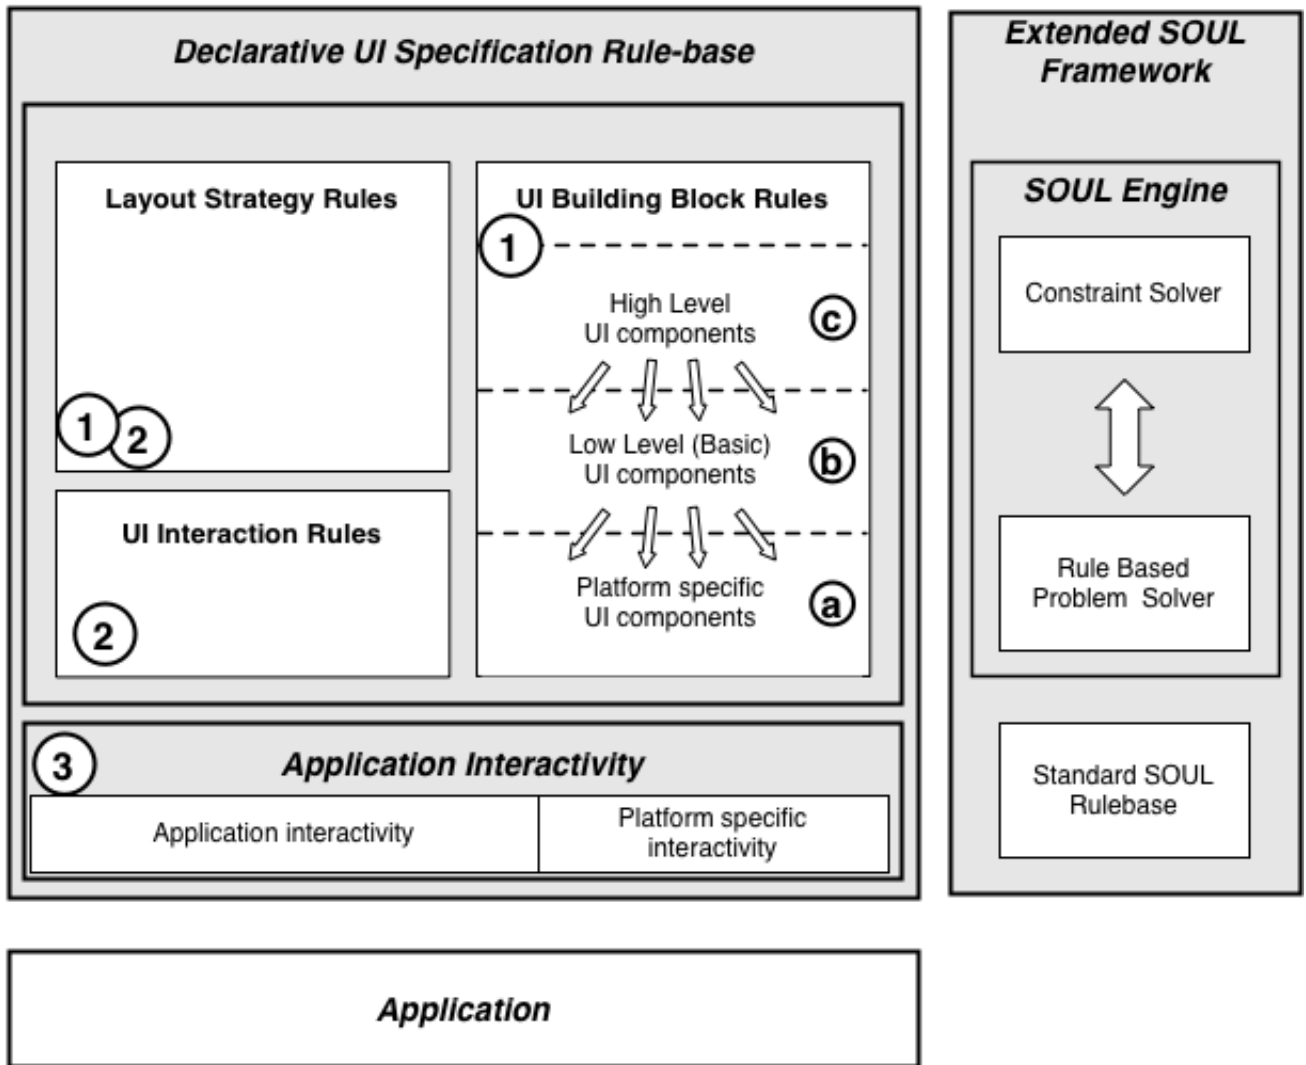 Declarative UI Specification Rule-base
Layout Strategy Rules
1
2
UI Interaction Rules
2
UI Building Block Rules
1
High Level
UI components
c
Low Level (Basic)
UI components
b
Platform specific
UI components
a
3
Application Interactivity
Application interactivity
Platform specific
interactivity
Application
Extended SOUL
Framework
SOUL Engine
Constraint Solver
Rule Based
Problem Solver
Standard SOUL
Rulebase